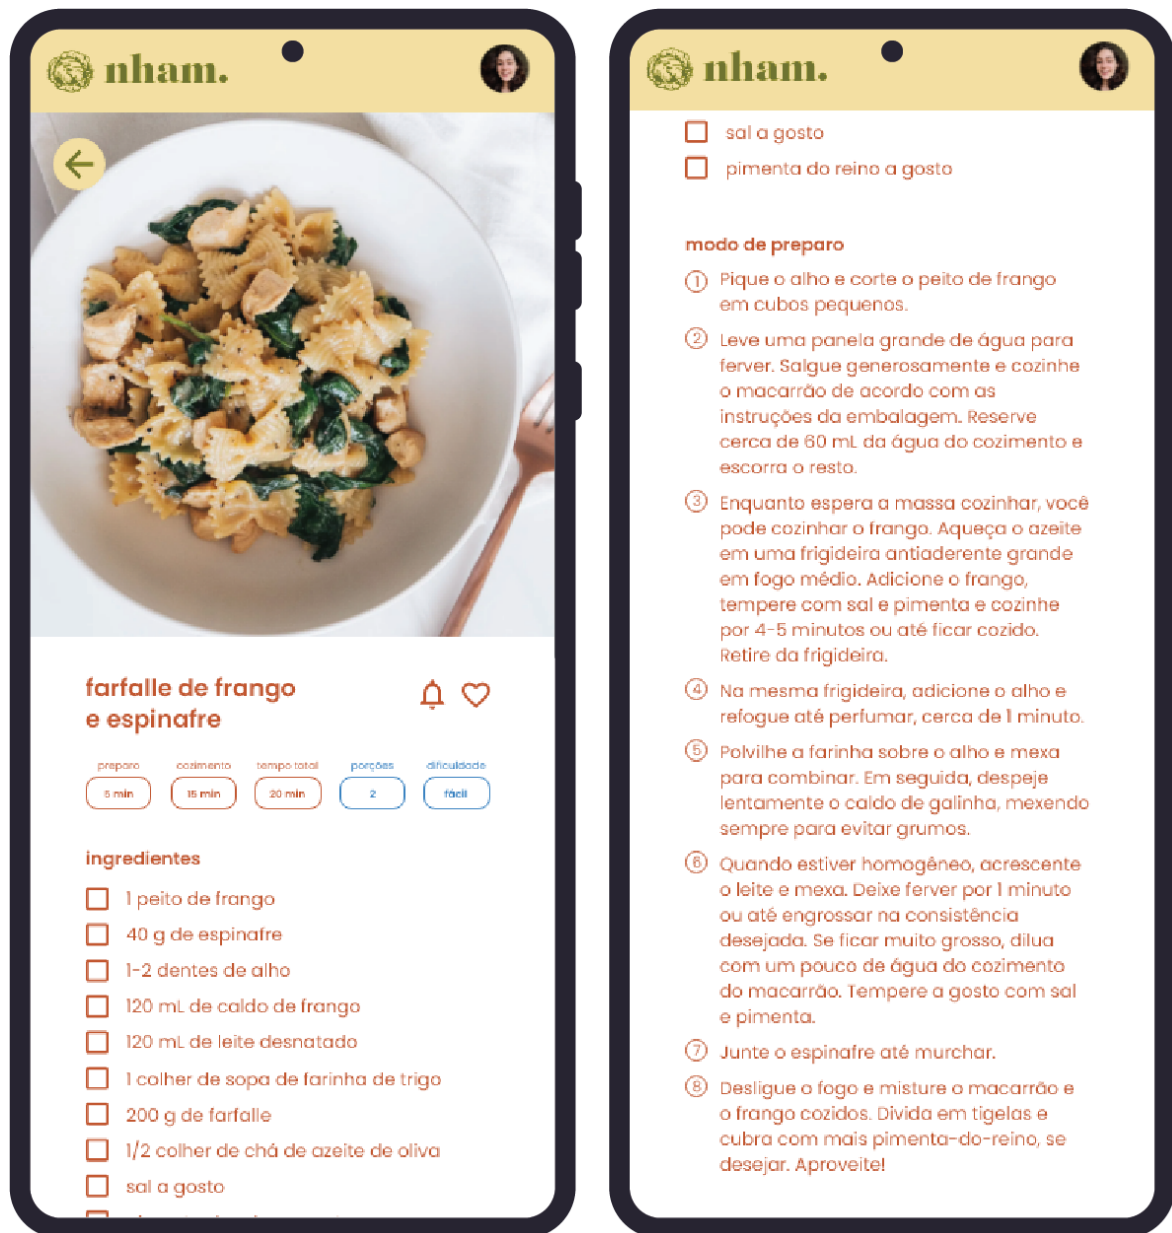 nham.
farfalle de frango
e espinafre
preparo cozimento tempo total porções dificuldade
5 min 15 min 20 min 2 fácil
ingredientes
1 peito de frango
40 g de espinafre
1-2 dentes de alho
120 mL de caldo de frango
120 mL de leite desnatado
1 colher de sopa de farinha de trigo
200 g de farfalle
1/2 colher de chá de azeite de oliva
sal a gosto
nham.
sal a gosto
pimenta do reino a gosto
modo de preparo
1 Pique o alho e corte o peito de frango
em cubos pequenos.
2 Leve uma panela grande de água para
ferver. Salgue generosamente e cozinhe
o macarrão de acordo com as
instruções da embalagem. Reserve
cerca de 60 mL da água do cozimento e
escorra o resto.
3 Enquanto espera a massa cozinhar, você
pode cozinhar o frango. Aqueça o azeite
em uma frigideira antiaderente grande
em fogo médio. Adicione o frango,
tempere com sal e pimenta e cozinhe
por 4-5 minutos ou até ficar cozido.
Retire da frigideira.
4 Na mesma frigideira, adicione o alho e
refogue até perfumar, cerca de 1 minuto.
5 Polvilhe a farinha sobre o alho e mexa
para combinar. Em seguida, despeje
lentamente o caldo de galinha, mexendo
sempre para evitar grumos.
6 Quando estiver homogêneo, acrescente
o leite e mexa. Deixe ferver por 1 minuto
ou até engrossar na consistência
desejada. Se ficar muito grosso, dilua
com um pouco de água do cozimento
do macarrão. Tempere a gosto com sal
e pimenta.
7 Junte o espinafre até murchar.
8 Desligue o fogo e misture o macarrão e
o frango cozidos. Divida em tigelas e
cubra com mais pimenta-do-reino, se
desejar. Aproveite!